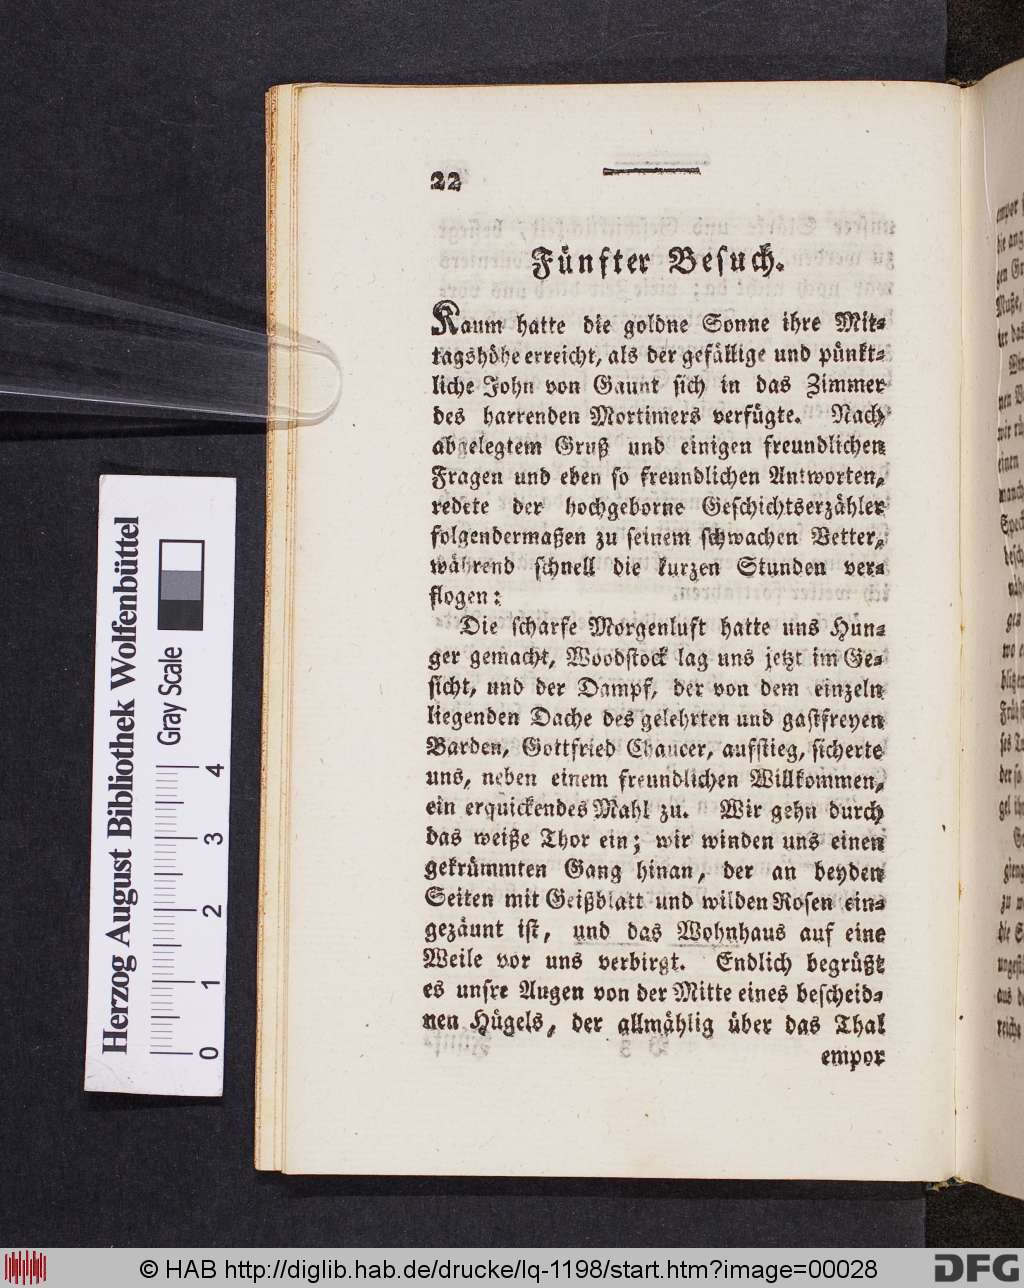 22
Fünfter Besuch.
Kaum hatte die goldne Sonne ihre Mit-
tagshöhe erreicht, als der gefällige und pünkt-
liche John von Gaunt sich in das Zimmer
des harrenden Mortimers verfügte. Nach
abgelegtem Gruß und einigen freundlichen
Fragen und eben so freundlichen Antworten,
redete der hochgeborne Geschichtserzähler
folgendermaßen zu seinem schwachen Vetter,
während schnell die kurzen Stunden ver-
flogen:
Die scharfe Morgenluft hatte uns Hun-
ger gemacht, Woodstock lag uns jetzt im Ge-
sicht, und der Dampf, der von dem einzeln
liegenden Dache des gelehrten und gastfreyen
Barden, Gottfried Chaucer, aufstieg, sicherte
uns, neben einem freundlichen Willkommen,
ein erquickendes Mahl zu. Wir gehn durch
das weiße Thor ein; wir winden uns einen
gekrümmten Gang hinan, der an beyden
Seiten mit Geißblatt und wilden Rosen ein-
gezäunt ist, und das Wohnhaus auf eine
Weile vor uns verbirgt. Endlich begrüßt
es unsre Augen von der Mitte eines bescheid-
nen Hügels, der allmählig über das Thal
empor
Herzog August Bibliothek Wolfenbüttel
Gray Scale
0 1 2 3 4
© HAB http://diglib.hab.de/drucke/lq-1198/start.htm?image=00028
DFG